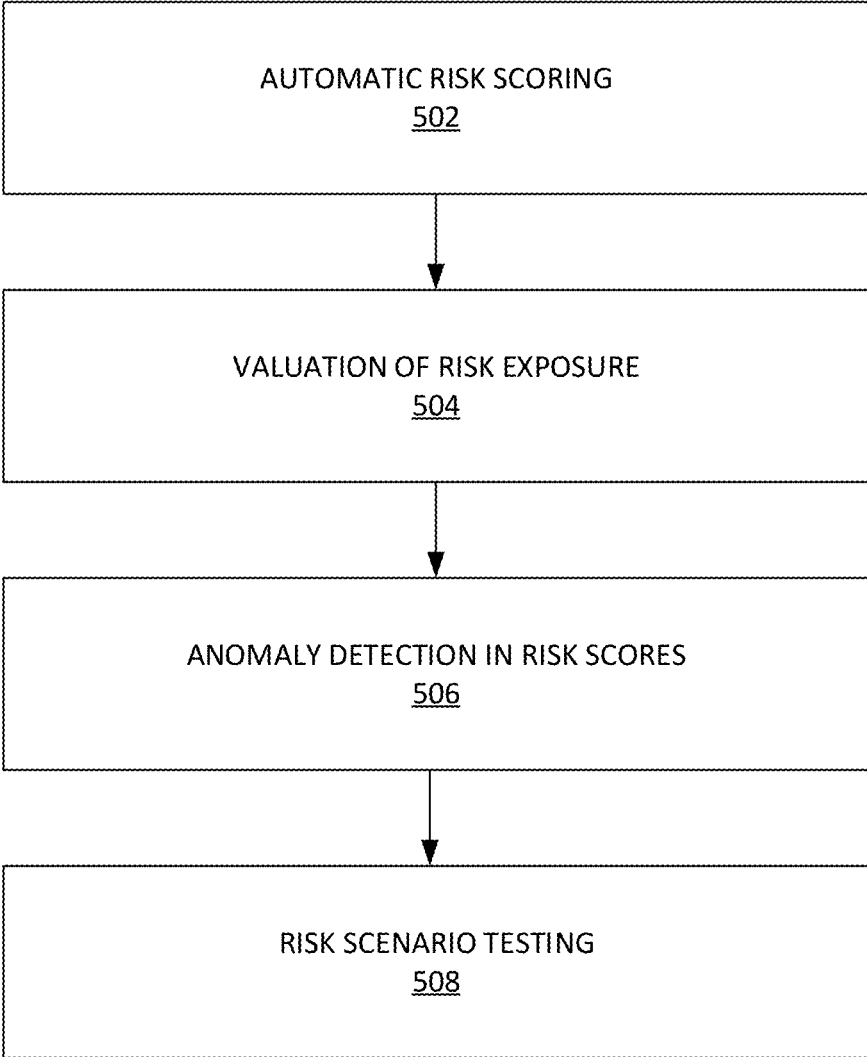 AUTOMATIC RISK SCORING
502
VALUATION OF RISK EXPOSURE
504
ANOMALY DETECTION IN RISK SCORES
506
RISK SCENARIO TESTING
508